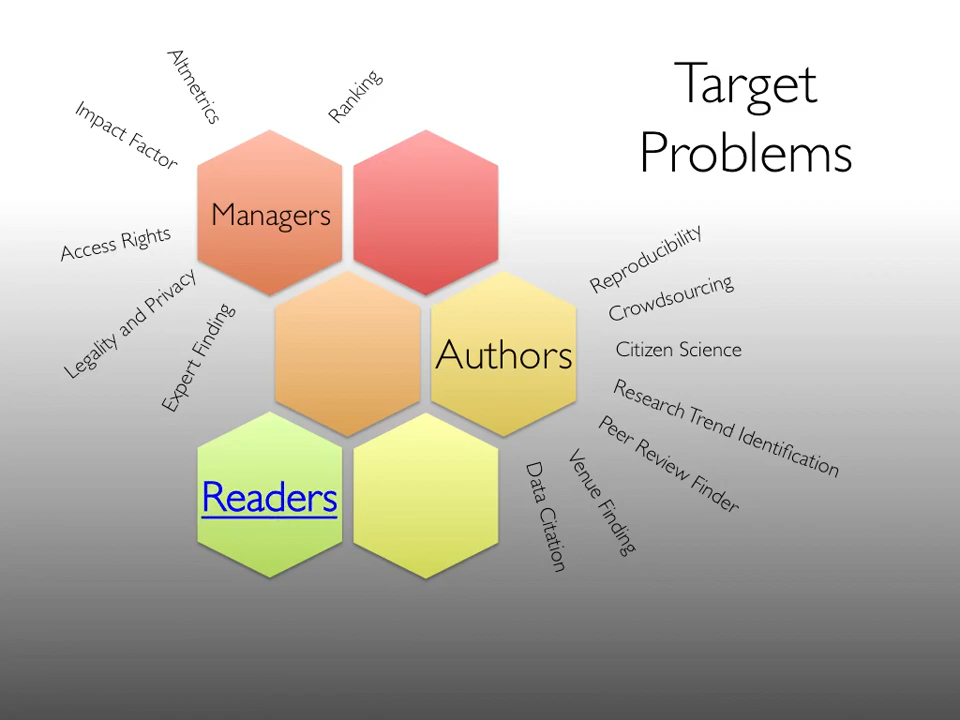 Target
Problems
Altmetrics
Ranking
Impact Factor
Managers
Access Rights
Legality and Privacy
Expert Finding
Reproducibility
Crowdsourcing
Citizen Science
Authors
Research Trend Identification
Peer Review Finder
Venue Finding
Data Citation
Readers